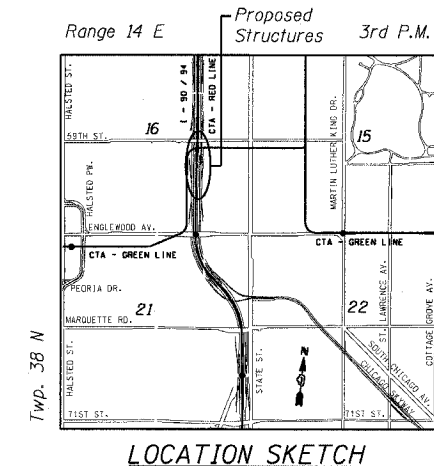 Range 14 E
Proposed
Structures
3rd P.M.
HALSTED ST.
I - 90 / 94
CTA - RED LINE
59TH ST.
16
15
MARTIN LUTHER KING DR.
HALSTED PW.
ENGLEWOOD AV.
CTA - GREEN LINE
CTA - GREEN LINE
PEORIA DR.
21
22
MARQUETTE RD.
ST. LAWRENCE AV.
COTTAGE GROVE AV.
SOUTH CHICAGO AV.
CHICAGO SKYWAY
Twp. 38 N
HALSTED ST.
STATE ST.
N
71ST ST.
71ST ST.
LOCATION SKETCH